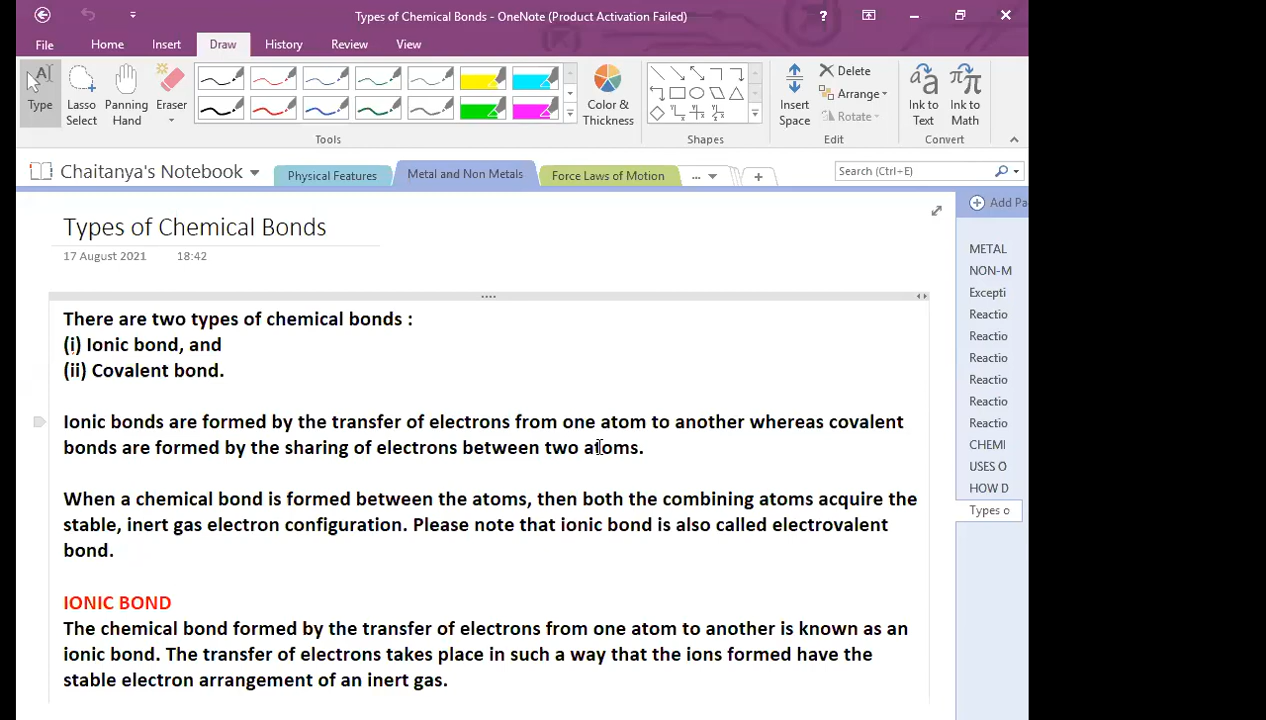 Types of Chemical Bonds - OneNote (Product Activation Failed)
?
File
Home
Insert
Draw
History
Review
View
Type
Lasso Select
Panning Hand
Eraser
Color & Thickness
Insert Space
Delete
Arrange
Rotate
Ink to Text
Ink to Math
Tools
Shapes
Edit
Convert
Chaitanya's Notebook
Physical Features
Metal and Non Metals
Force Laws of Motion
...
Search (Ctrl+E)
Add Pa
Types of Chemical Bonds
17 August 2021 18:42
There are two types of chemical bonds :
(i) Ionic bond, and
(ii) Covalent bond.
Ionic bonds are formed by the transfer of electrons from one atom to another whereas covalent
bonds are formed by the sharing of electrons between two atoms.
When a chemical bond is formed between the atoms, then both the combining atoms acquire the
stable, inert gas electron configuration. Please note that ionic bond is also called electrovalent
bond.
IONIC BOND
The chemical bond formed by the transfer of electrons from one atom to another is known as an
ionic bond. The transfer of electrons takes place in such a way that the ions formed have the
stable electron arrangement of an inert gas.
METAL
NON-M
Excepti
Reactio
Reactio
Reactio
Reactio
Reactio
Reactio
CHEMI
USES O
HOW D
Types o